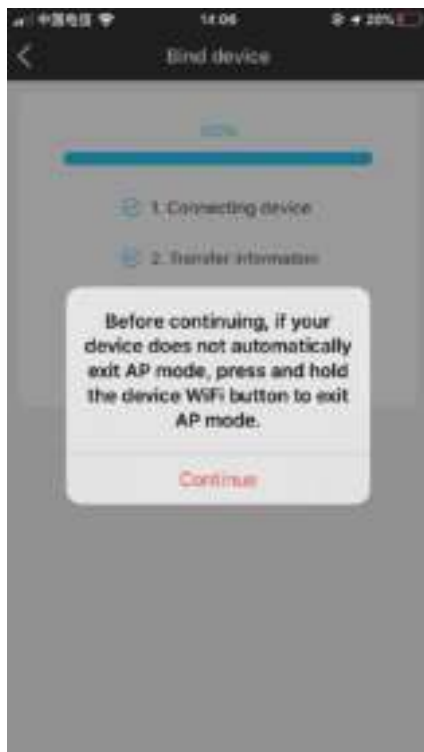 中国电信 14:06 20%
Bind device
100%
1. Connecting device
2. Transfer information
Before continuing, if your
device does not automatically
exit AP mode, press and hold
the device WiFi button to exit
AP mode.
Continue